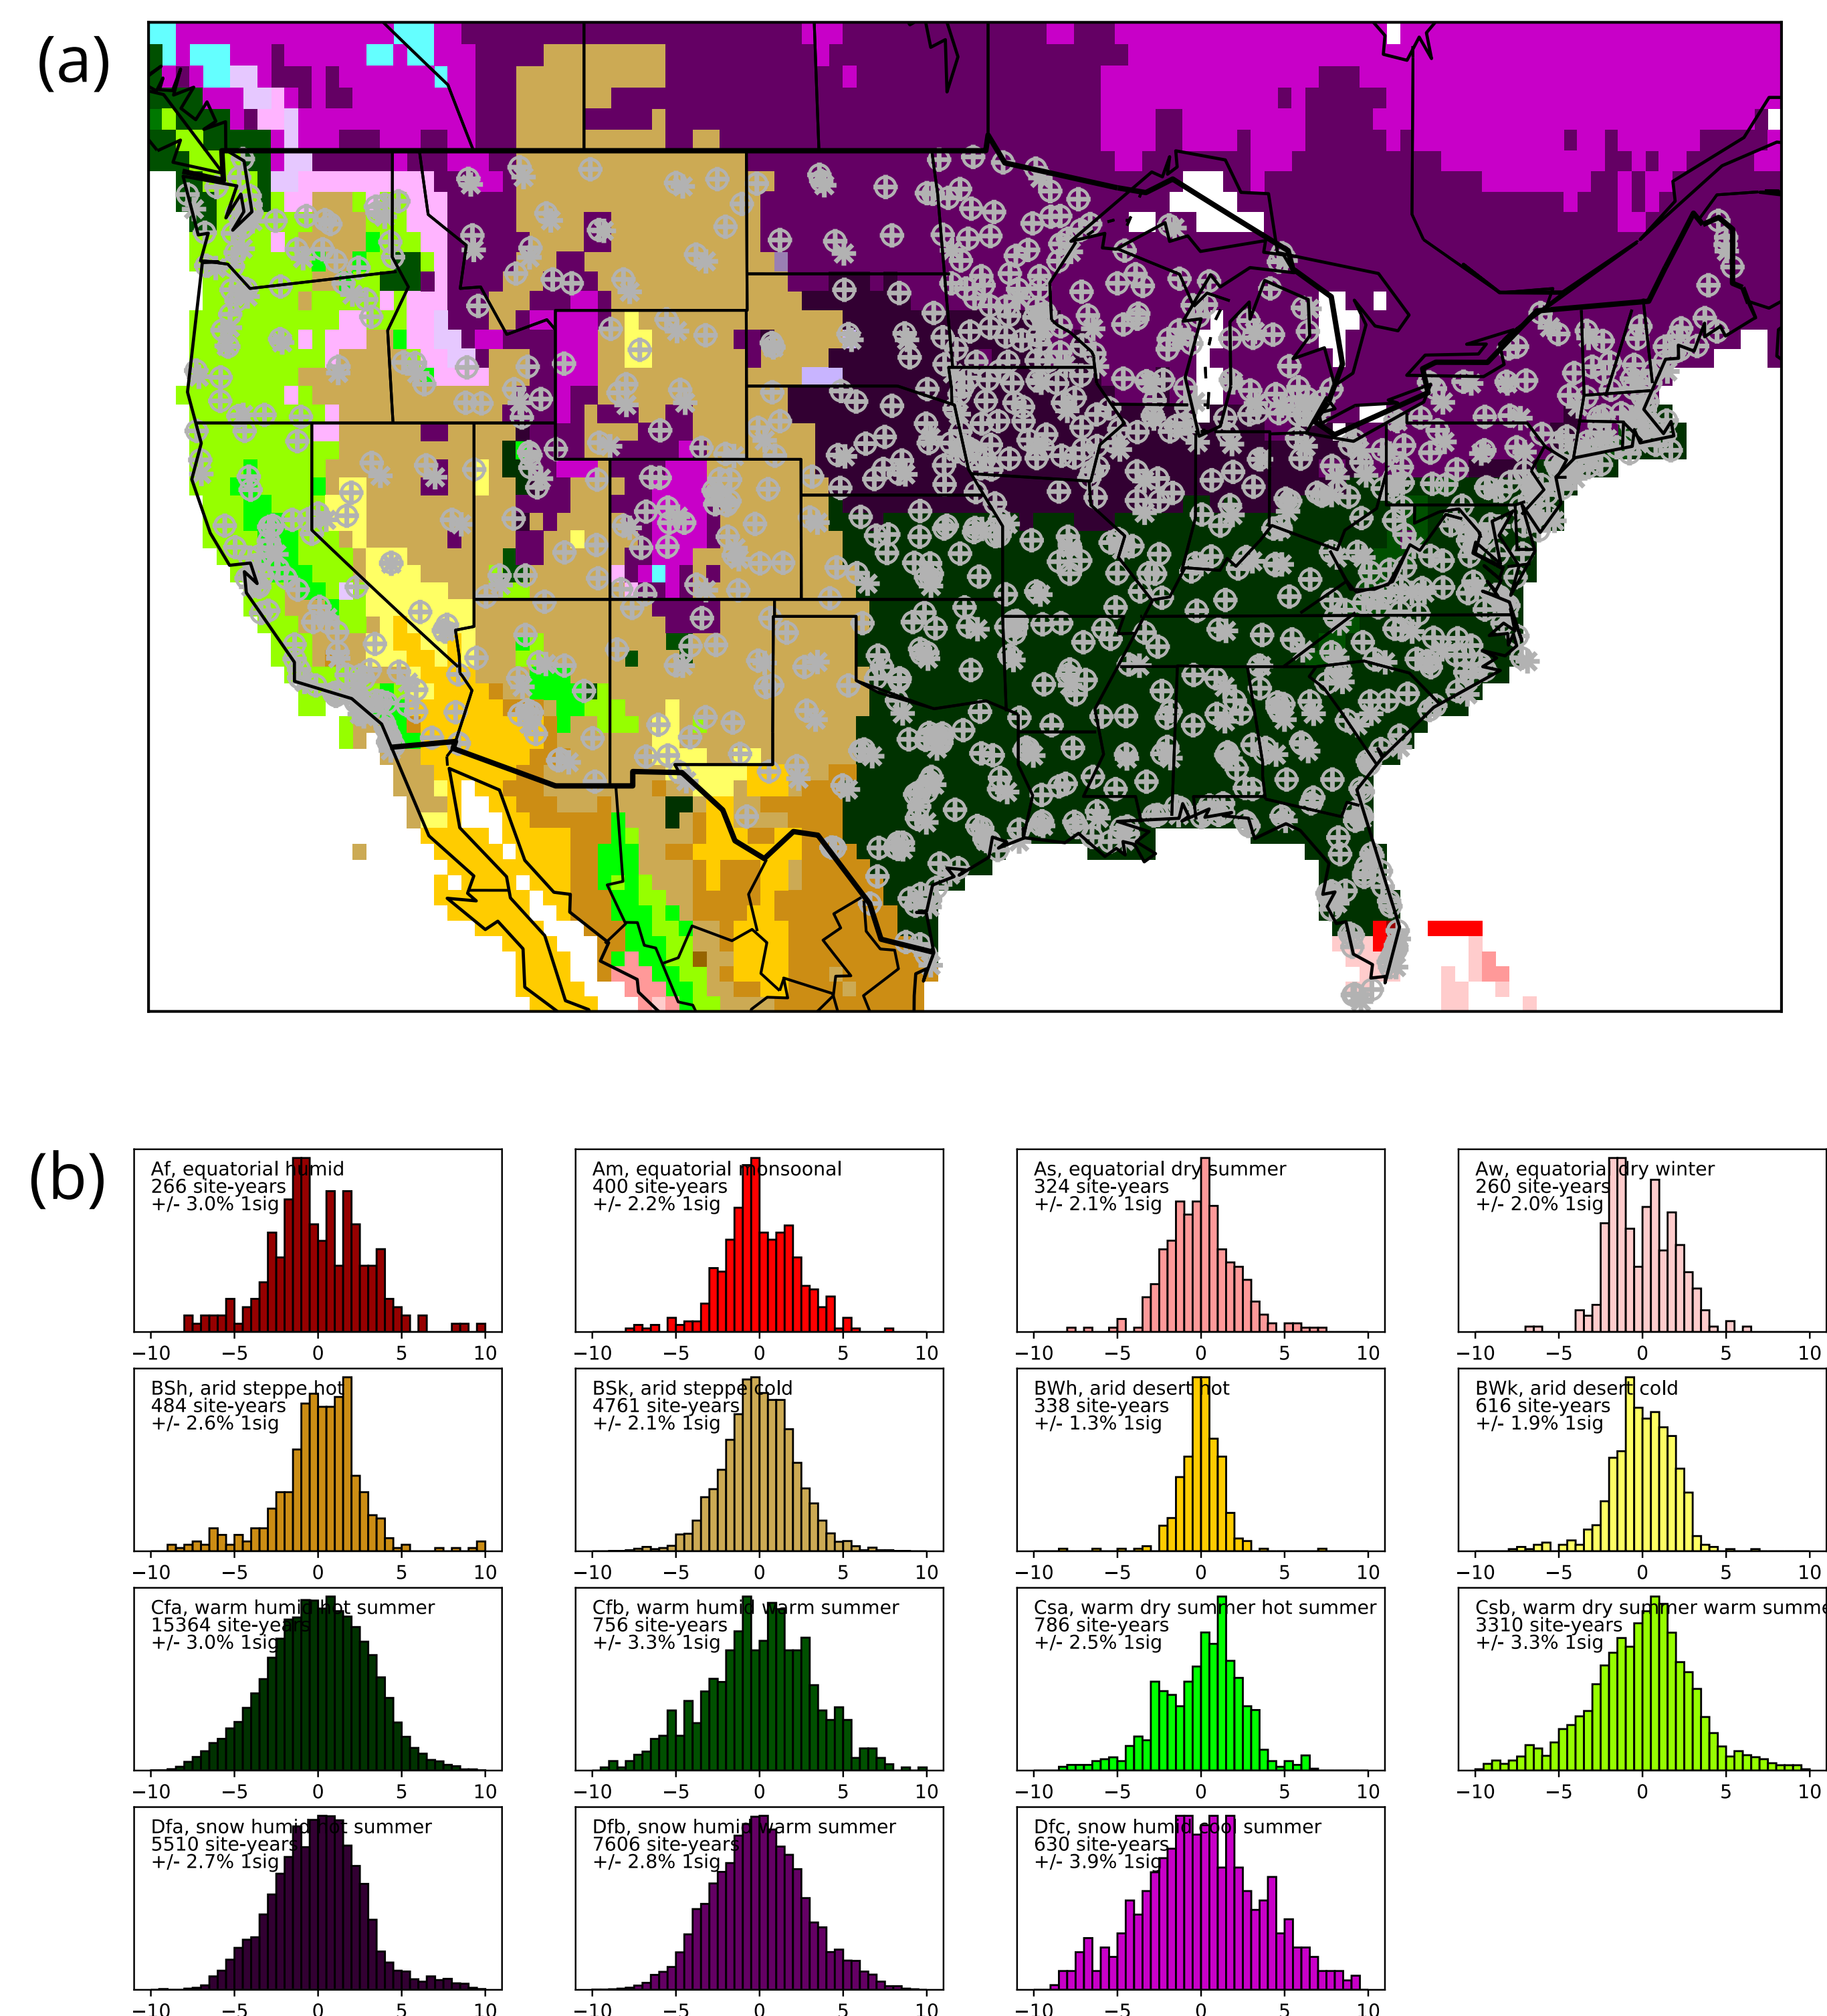 (a)
(b)
Af, equatorial humid
266 site-years
+/- 3.0% 1sig
−10 −5 0 5 10
Am, equatorial monsoonal
400 site-years
+/- 2.2% 1sig
−10 −5 0 5 10
As, equatorial dry summer
324 site-years
+/- 2.1% 1sig
−10 −5 0 5 10
Aw, equatorial dry winter
260 site-years
+/- 2.0% 1sig
−10 −5 0 5 10
BSh, arid steppe hot
484 site-years
+/- 2.6% 1sig
−10 −5 0 5 10
BSk, arid steppe cold
4761 site-years
+/- 2.1% 1sig
−10 −5 0 5 10
BWh, arid desert hot
338 site-years
+/- 1.3% 1sig
−10 −5 0 5 10
BWk, arid desert cold
616 site-years
+/- 1.9% 1sig
−10 −5 0 5 10
Cfa, warm humid hot summer
15364 site-years
+/- 3.0% 1sig
−10 −5 0 5 10
Cfb, warm humid warm summer
756 site-years
+/- 3.3% 1sig
−10 −5 0 5 10
Csa, warm dry summer hot summer
786 site-years
+/- 2.5% 1sig
−10 −5 0 5 10
Csb, warm dry summer warm summe
3310 site-years
+/- 3.3% 1sig
−10 −5 0 5 10
Dfa, snow humid hot summer
5510 site-years
+/- 2.7% 1sig
−10 −5 0 5 10
Dfb, snow humid warm summer
7606 site-years
+/- 2.8% 1sig
−10 −5 0 5 10
Dfc, snow humid cool summer
630 site-years
+/- 3.9% 1sig
−10 −5 0 5 10